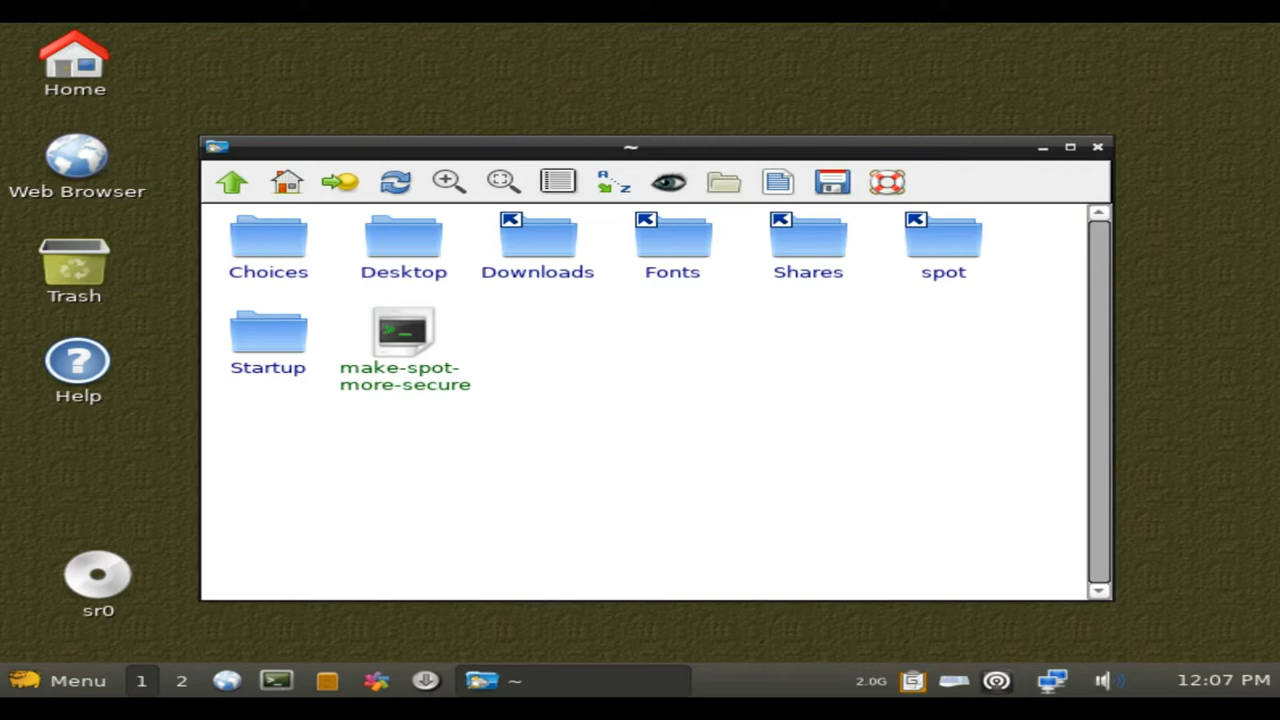 Home
Web Browser
Trash
Help
sr0
~
A
Z
Choices
Desktop
Downloads
Fonts
Shares
spot
Startup
make-spot-
more-secure
Menu
1
2
~
2.0G
12:07 PM